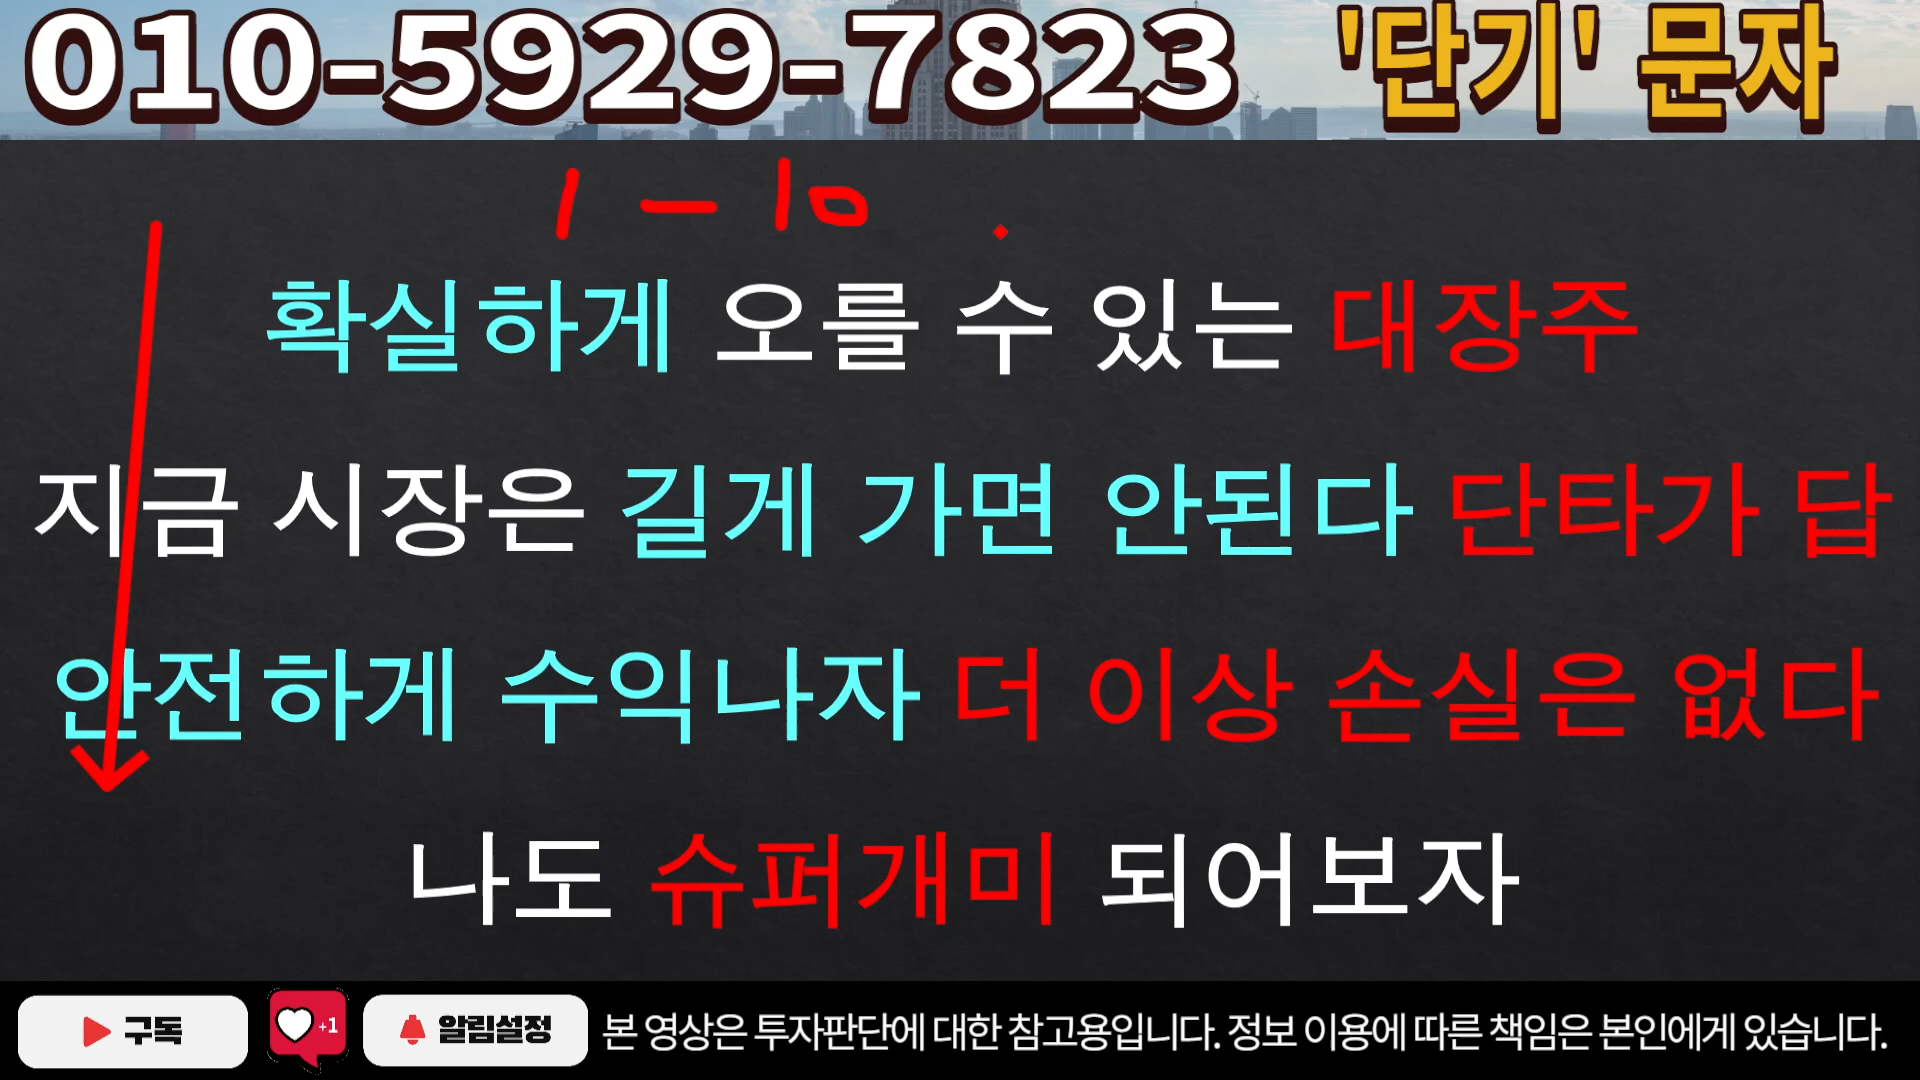 010-5929-7823 '단기' 문자
1 - 10
확실하게 오를 수 있는 대장주
지금 시장은 길게 가면 안된다 단타가 답
안전하게 수익나자 더 이상 손실은 없다
나도 슈퍼개미 되어보자
구독 +1 알림설정 본 영상은 투자판단에 대한 참고용입니다. 정보 이용에 따른 책임은 본인에게 있습니다.